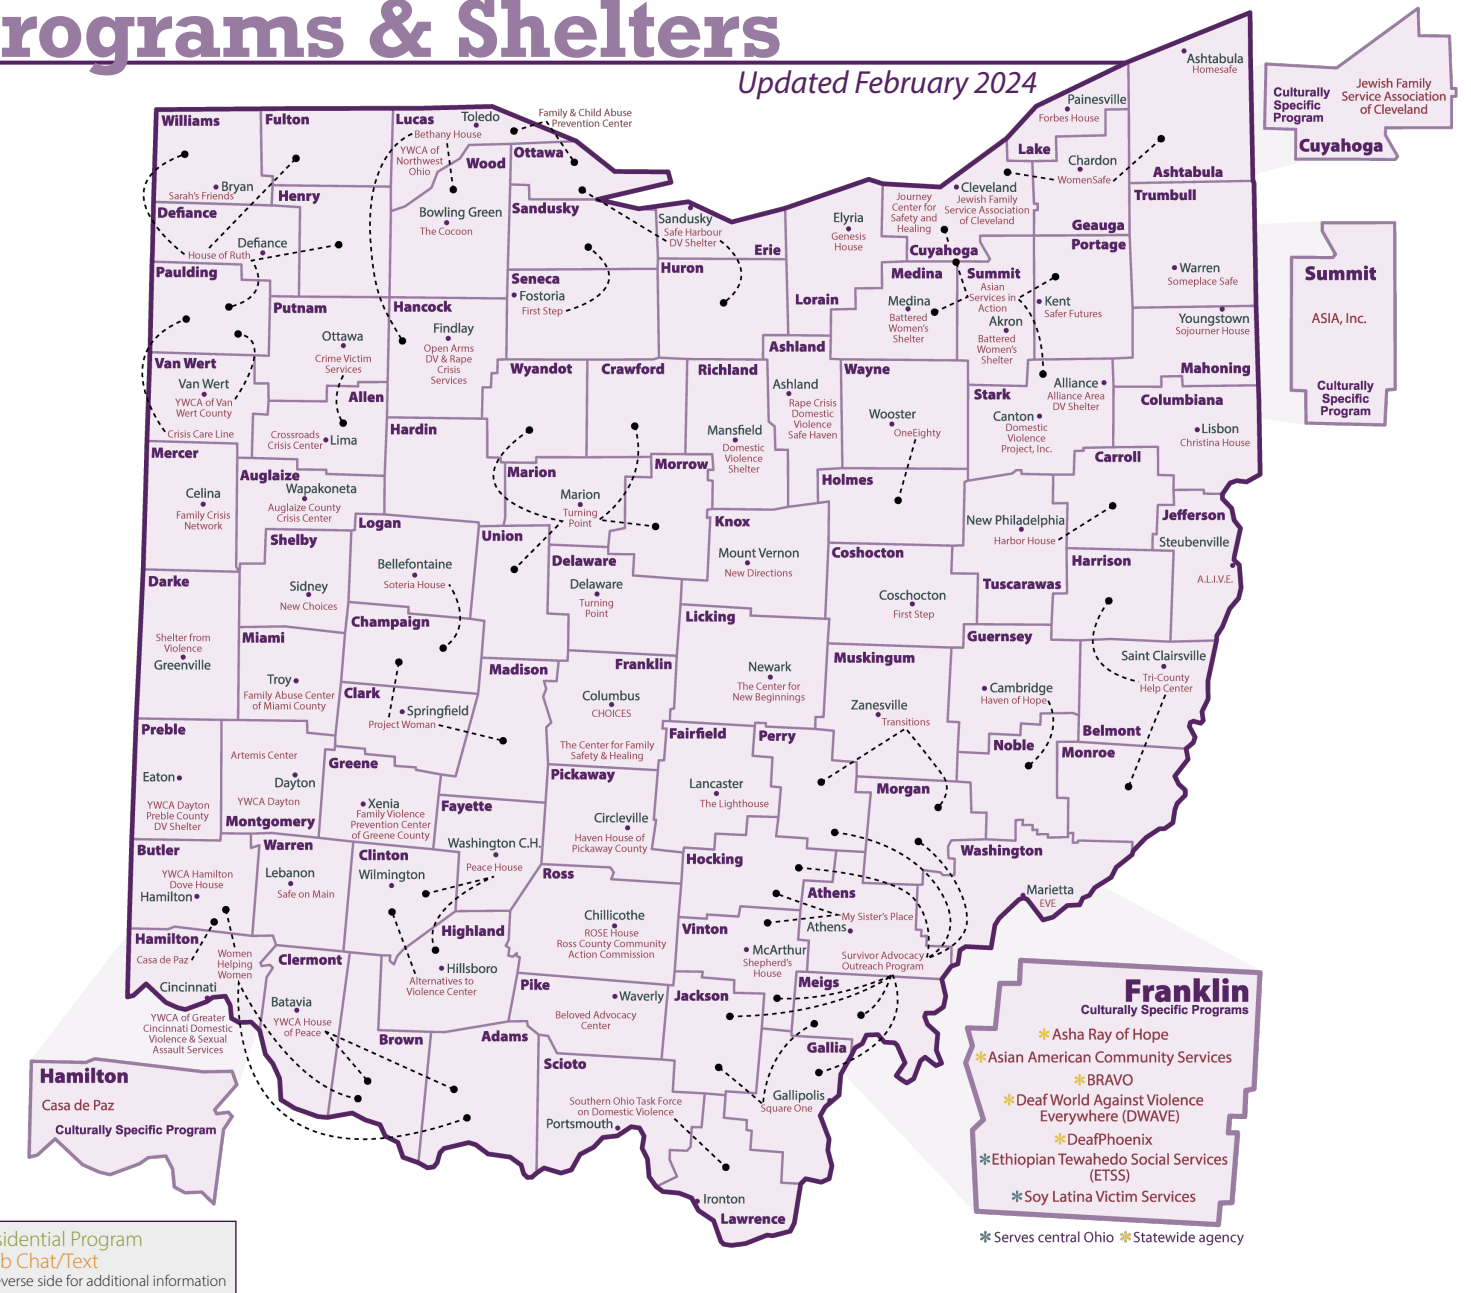 rograms & Shelters
Updated February 2024
Ashtabula
Homesafe
Ashtabula
Culturally
Specific
Program
Jewish Family
Service Association
of Cleveland
Cuyahoga
Williams
Bryan
Sarah's Friends
Fulton
Lucas
Toledo
Bethany House
YWCA of
Northwest
Ohio
Family & Child Abuse
Prevention Center
Wood
Bowling Green
The Cocoon
Ottawa
Painesville
Forbes House
Lake
Chardon
WomenSafe
Geauga
Trumbull
Warren
Someplace Safe
Henry
Defiance
Defiance
House of Ruth
Sandusky
Sandusky
Safe Harbour
DV Shelter
Erie
Elyria
Genesis
House
Lorain
Journey
Center for
Safety and
Healing
Cleveland
Jewish Family
Service Association
of Cleveland
Cuyahoga
Portage
Kent
Safer Futures
Summit
ASIA, Inc.
Culturally
Specific
Program
Paulding
Putnam
Ottawa
Crime Victim
Services
Hancock
Findlay
Open Arms
DV & Rape
Crisis
Services
Seneca
Fostoria
First Step
Huron
Medina
Medina
Battered
Women's
Shelter
Summit
Asian
Services in
Action
Akron
Battered
Women's
Shelter
Youngstown
Sojourner House
Mahoning
Van Wert
Van Wert
YWCA of Van
Wert County
Crisis Care Line
Allen
Crossroads
Crisis Center
Lima
Hardin
Wyandot
Crawford
Richland
Mansfield
Domestic
Violence
Shelter
Ashland
Ashland
Rape Crisis
Domestic
Violence
Safe Haven
Wayne
Wooster
OneEighty
Stark
Alliance
Alliance Area
DV Shelter
Canton
Domestic
Violence
Project, Inc.
Columbiana
Lisbon
Christina House
Mercer
Celina
Family Crisis
Network
Auglaize
Wapakoneta
Auglaize County
Crisis Center
Marion
Marion
Turning
Point
Morrow
Holmes
Carroll
Jefferson
Steubenville
A.L.I.V.E.
Shelby
Sidney
New Choices
Logan
Bellefontaine
Soteria House
Union
Delaware
Delaware
Turning
Point
Knox
Mount Vernon
New Directions
Coshocton
Coschocton
First Step
New Philadelphia
Harbor House
Tuscarawas
Harrison
Darke
Shelter from
Violence
Greenville
Miami
Troy
Family Abuse Center
of Miami County
Champaign
Clark
Springfield
Project Woman
Madison
Franklin
Columbus
CHOICES
The Center for Family
Safety & Healing
Licking
Newark
The Center for
New Beginnings
Muskingum
Zanesville
Transitions
Guernsey
Cambridge
Haven of Hope
Saint Clairsville
Tri-County
Help Center
Belmont
Preble
Eaton
YWCA Dayton
Preble County
DV Shelter
Artemis Center
Dayton
YWCA Dayton
Montgomery
Greene
Xenia
Family Violence
Prevention Center
of Greene County
Fayette
Washington C.H.
Peace House
Pickaway
Circleville
Haven House of
Pickaway County
Fairfield
Lancaster
The Lighthouse
Perry
Morgan
Noble
Monroe
Butler
YWCA Hamilton
Dove House
Hamilton
Warren
Lebanon
Safe on Main
Clinton
Wilmington
Ross
Chillicothe
ROSE House
Ross County Community
Action Commission
Hocking
Athens
My Sister's Place
Athens
Survivor Advocacy
Outreach Program
Washington
Marietta
EVE
Hamilton
Casa de Paz
Women
Helping
Women
Cincinnati
YWCA of Greater
Cincinnati Domestic
Violence & Sexual
Assault Services
Clermont
Batavia
YWCA House
of Peace
Highland
Hillsboro
Alternatives to
Violence Center
Vinton
McArthur
Shepherd's
House
Meigs
Pike
Waverly
Beloved Advocacy
Center
Jackson
Brown
Adams
Scioto
Southern Ohio Task Force
on Domestic Violence
Portsmouth
Gallia
Gallipolis
Square One
Ironton
Lawrence
Hamilton
Casa de Paz
Culturally Specific Program
Franklin
Culturally Specific Programs
*Asha Ray of Hope
*Asian American Community Services
*BRAVO
*Deaf World Against Violence
Everywhere (DWAVE)
*DeafPhoenix
*Ethiopian Tewahedo Social Services
(ETSS)
*Soy Latina Victim Services
*Serves central Ohio *Statewide agency
sidential Program
b Chat/Text
everse side for additional information